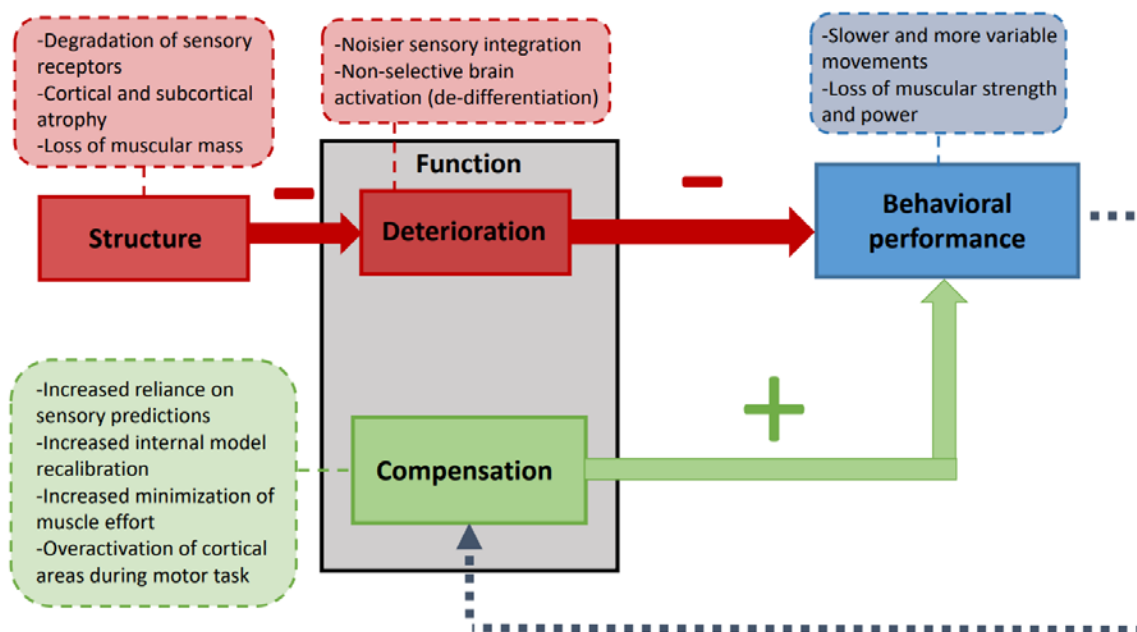 -Degradation of sensory
receptors
-Cortical and subcortical
atrophy
-Loss of muscular mass
-Noisier sensory integration
-Non-selective brain
activation (de-differentiation)
-Slower and more variable
movements
-Loss of muscular strength
and power
Function
-
-
Structure
Deterioration
Behavioral
performance
-Increased reliance on
sensory predictions
-Increased internal model
recalibration
-Increased minimization of
muscle effort
-Overactivation of cortical
areas during motor task
Compensation
+